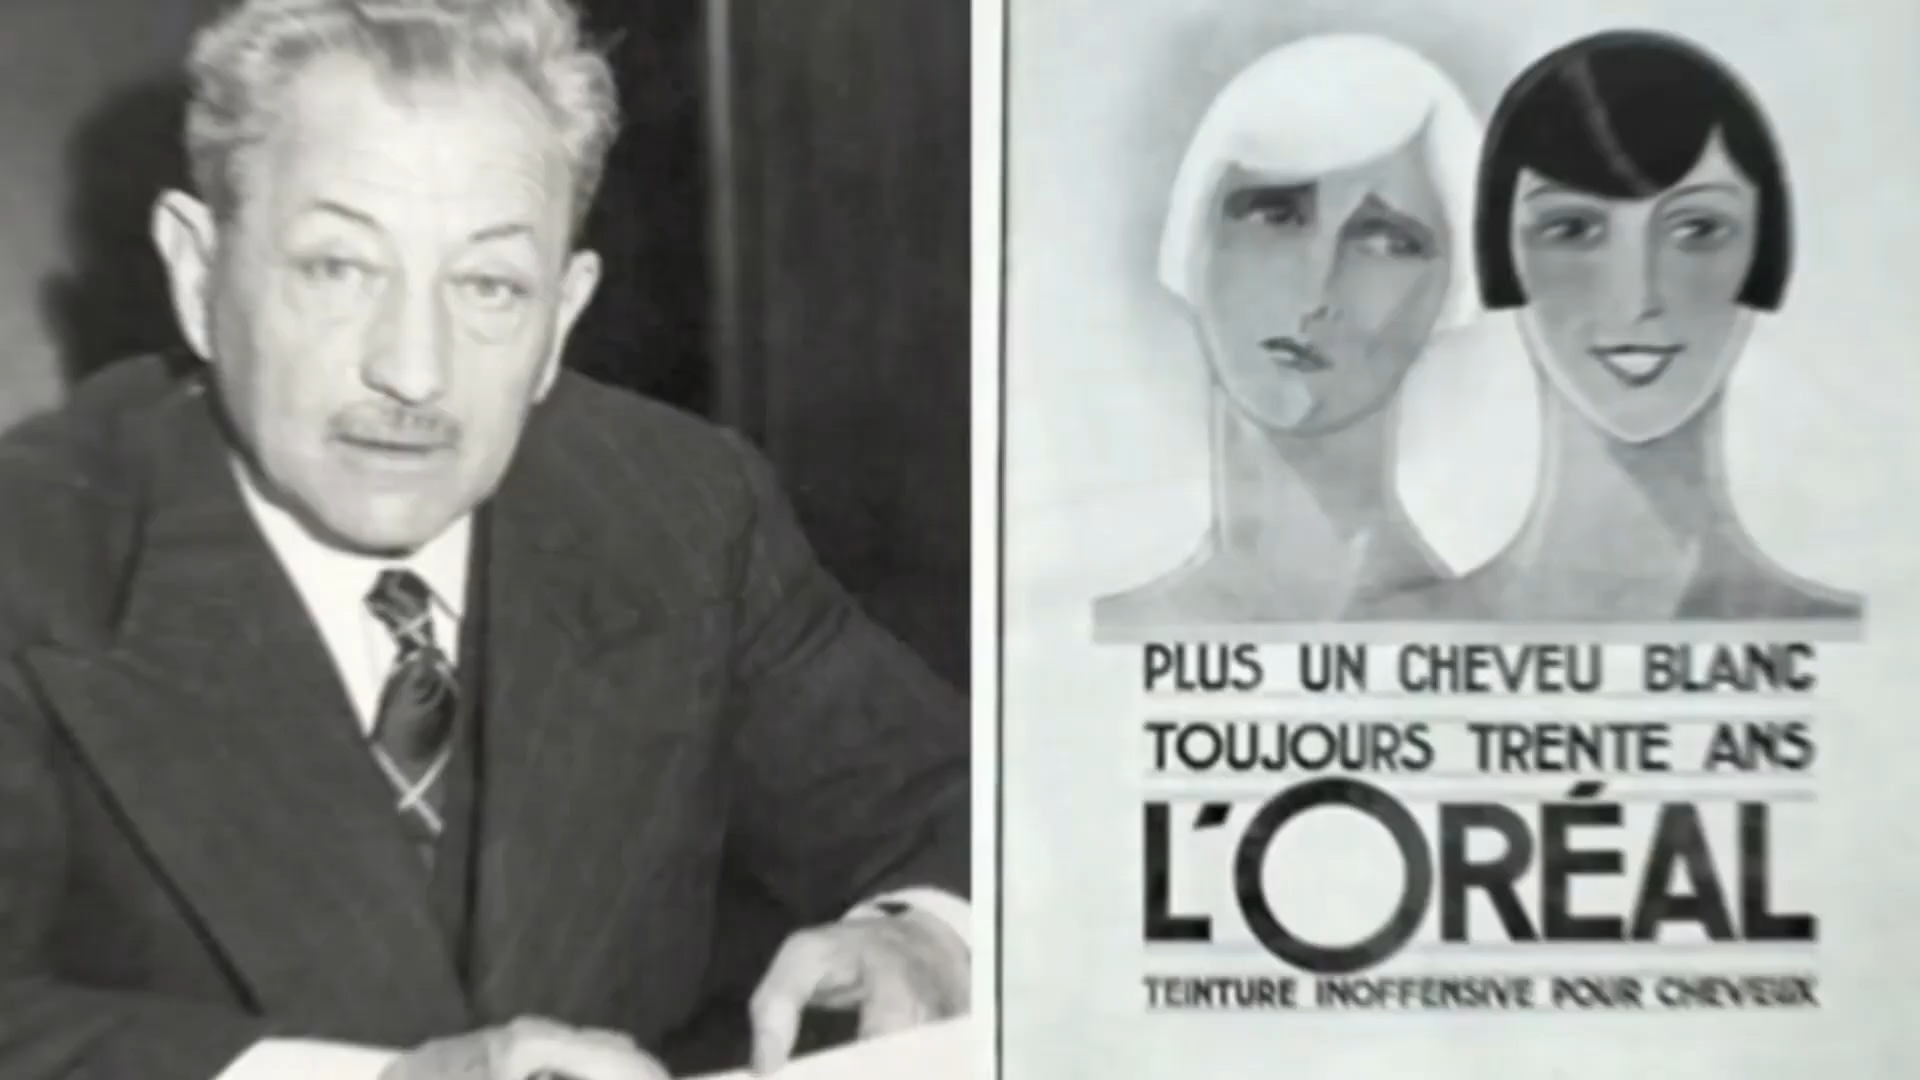 PLUS UN CHEVEU BLANC
TOUJOURS TRENTE ANS
L'ORÉAL
TEINTURE INOFFENSIVE POUR CHEVEUX